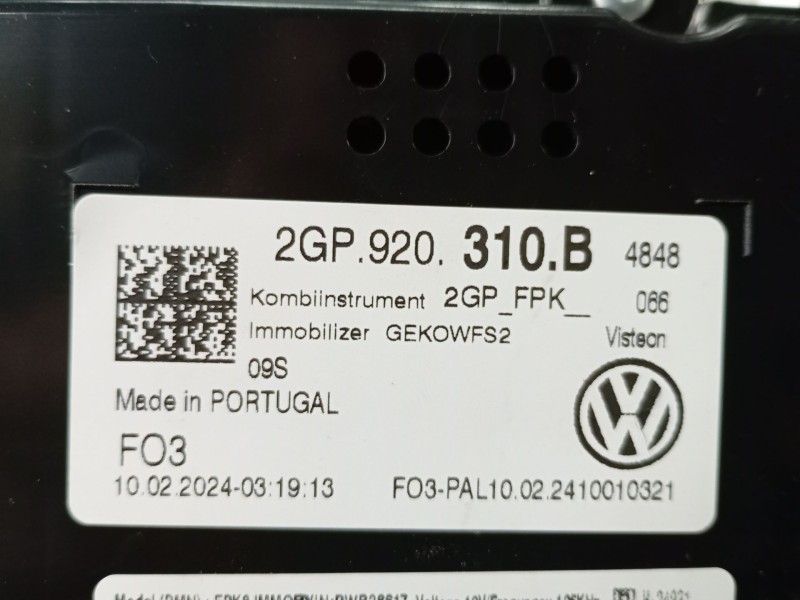 2GP.920. 310.B 4848
Kombiinstrument 2GP_FPK__ 066
Immobilizer GEKOWFS2 Visteon
09S
Made in PORTUGAL
FO3
10.02.2024-03:19:13 FO3-PAL10.02.2410010321